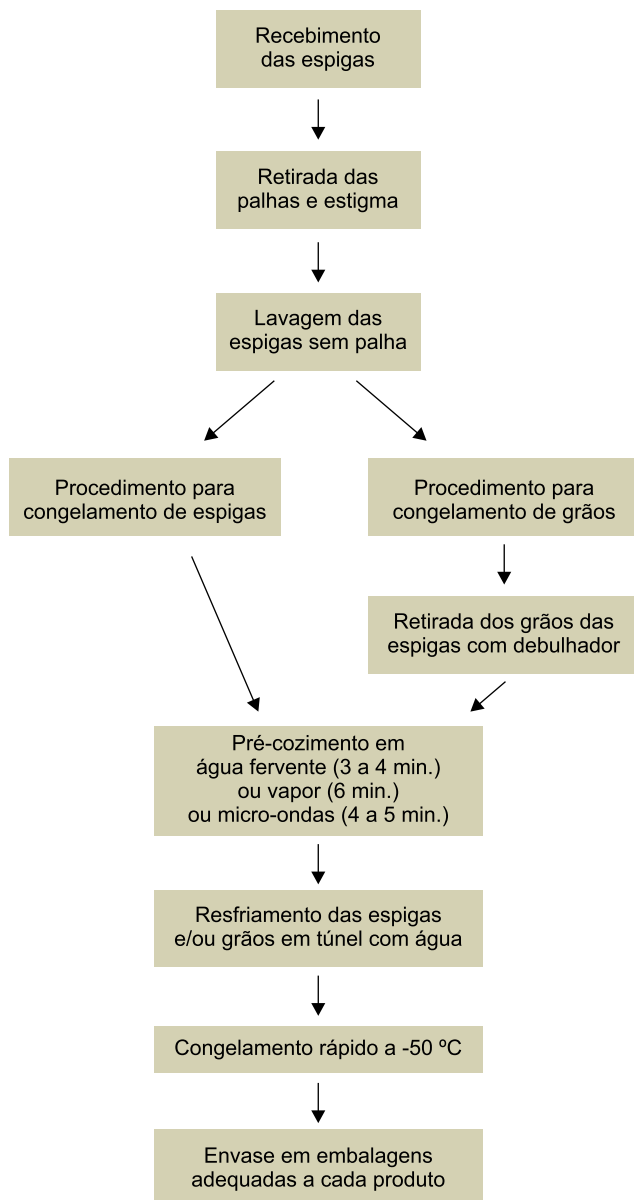 Recebimento
das espigas
Retirada das
palhas e estigma
Lavagem das
espigas sem palha
Procedimento para
congelamento de espigas
Procedimento para
congelamento de grãos
Retirada dos grãos das
espigas com debulhador
Pré-cozimento em
água fervente (3 a 4 min.)
ou vapor (6 min.)
ou micro-ondas (4 a 5 min.)
Resfriamento das espigas
e/ou grãos em túnel com água
Congelamento rápido a -50 ºC
Envase em embalagens
adequadas a cada produto